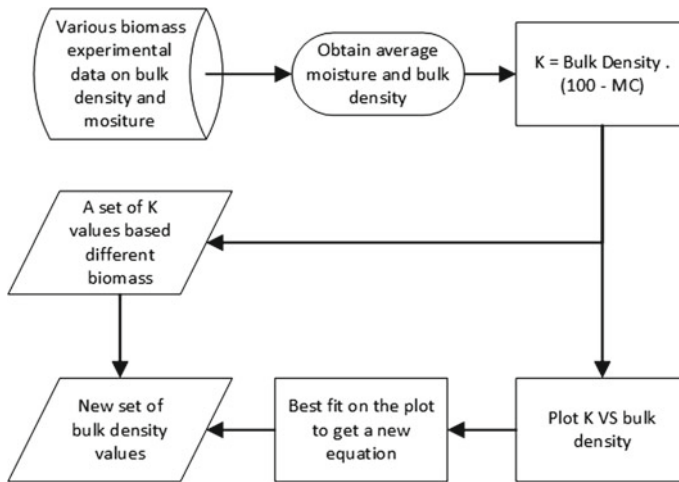 Various biomass
experimental
data on bulk
density and
mositure
Obtain average
moisture and bulk
density
K = Bulk Density .
(100 - MC)
A set of K
values based
different
biomass
New set of
bulk density
values
Best fit on the plot
to get a new
equation
Plot K VS bulk
density